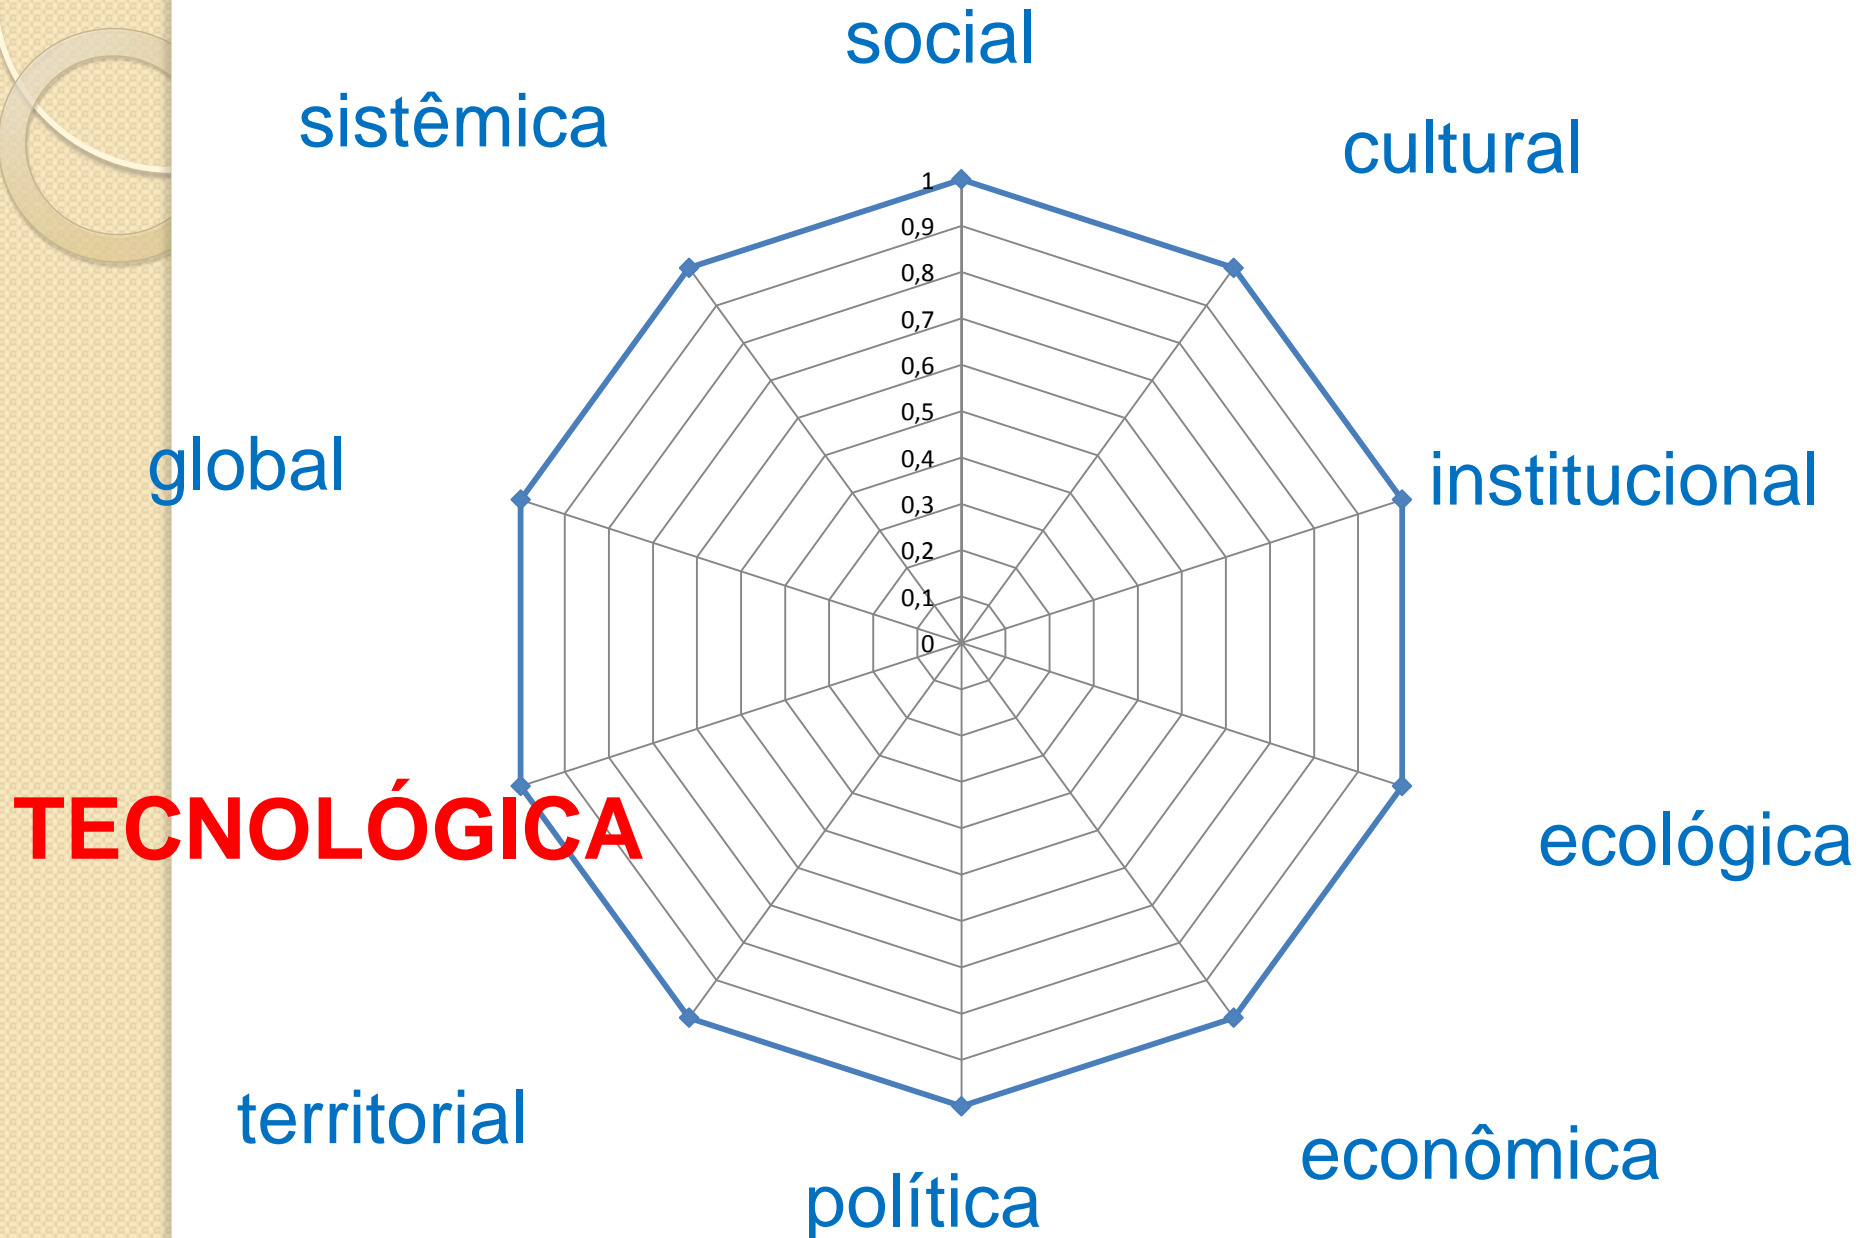 social
sistêmica
cultural
1
0,9
0,8
0,7
0,6
0,5
0,4
0,3
0,2
0,1
0
global
institucional
TECNOLÓGICA
ecológica
territorial
econômica
política